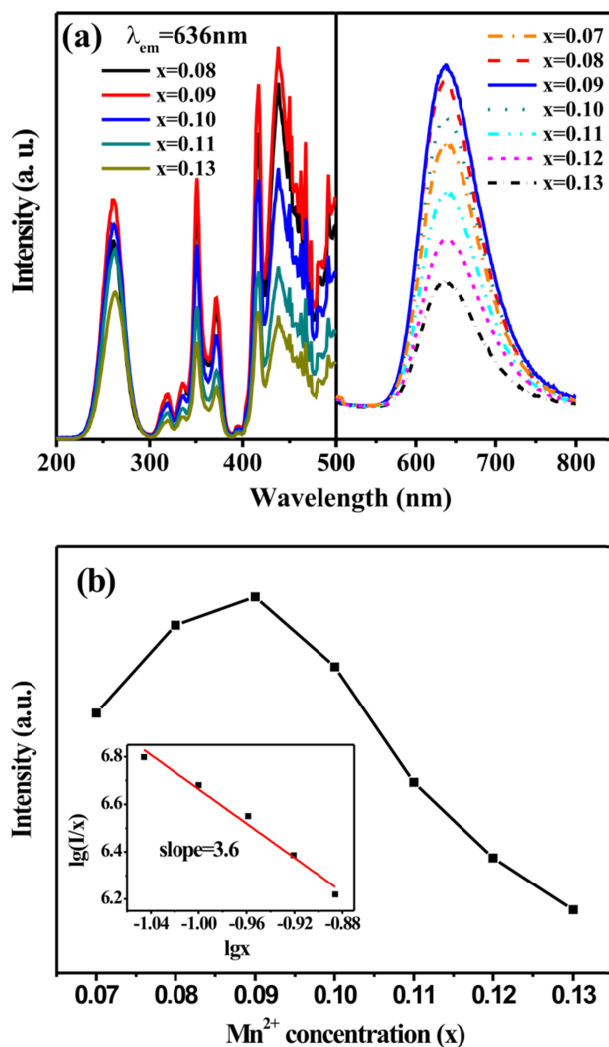 (a)
λem=636nm
x=0.08
x=0.09
x=0.10
x=0.11
x=0.13
x=0.07
x=0.08
x=0.09
x=0.10
x=0.11
x=0.12
x=0.13
Intensity (a. u.)
200 300 400 500 600 700 800
Wavelength (nm)
(b)
Intensity (a.u.)
6.8
6.6
6.4
6.2
lg(I/x)
slope=3.6
-1.04 -1.00 -0.96 -0.92 -0.88
lgx
0.07 0.08 0.09 0.10 0.11 0.12 0.13
Mn²⁺ concentration (x)